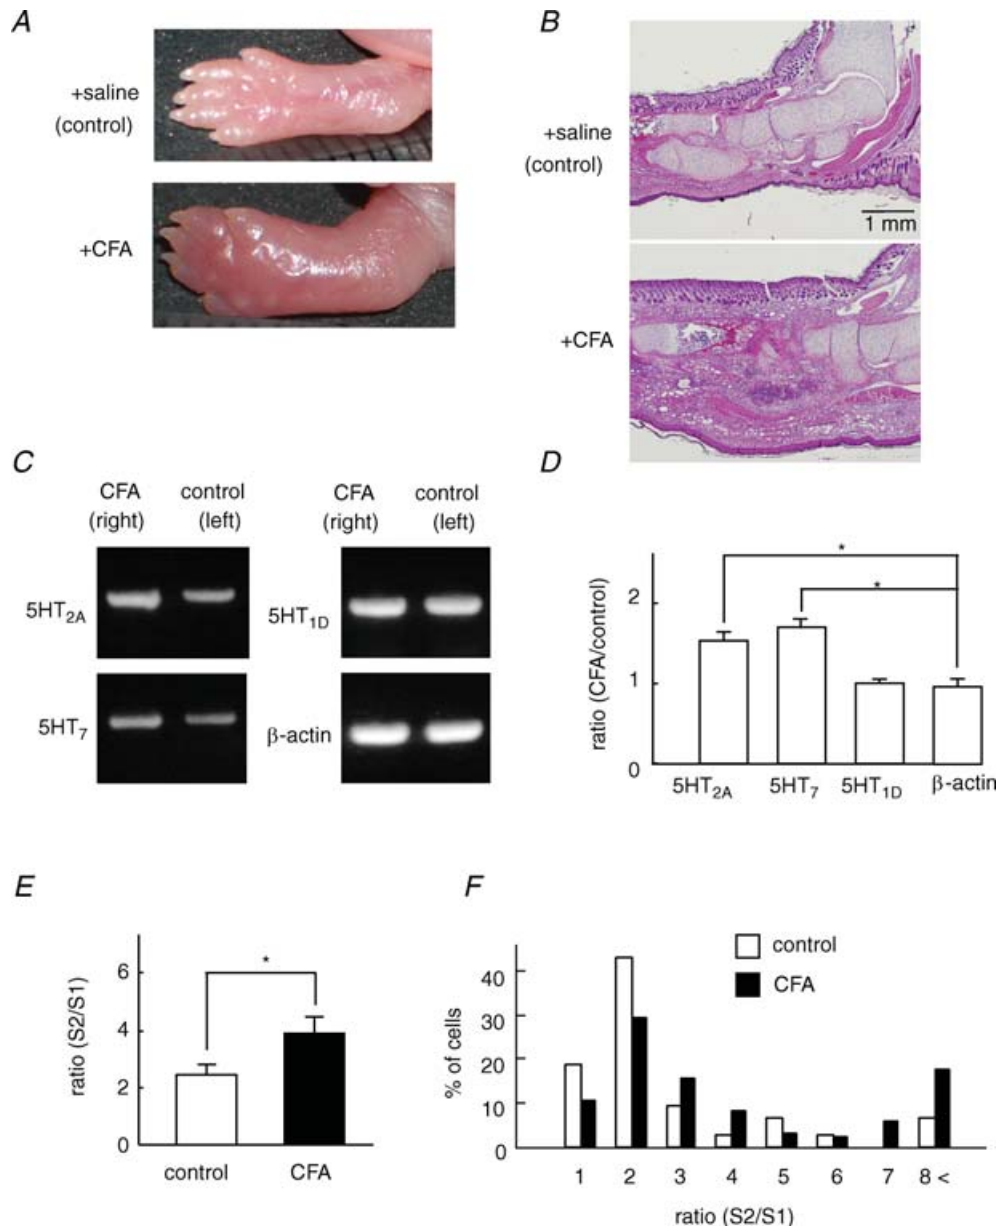 A
+saline
(control)
+CFA
B
+saline
(control)
1 mm
+CFA
C
CFA
(right)
control
(left)
5HT2A
5HT7
CFA
(right)
control
(left)
5HT1D
β-actin
D
ratio (CFA/control)
2
1
0
*
*
5HT2A 5HT7 5HT1D β-actin
E
ratio (S2/S1)
6
4
2
0
*
control CFA
F
control
CFA
% of cells
40
30
20
10
0
1 2 3 4 5 6 7 8 <
ratio (S2/S1)